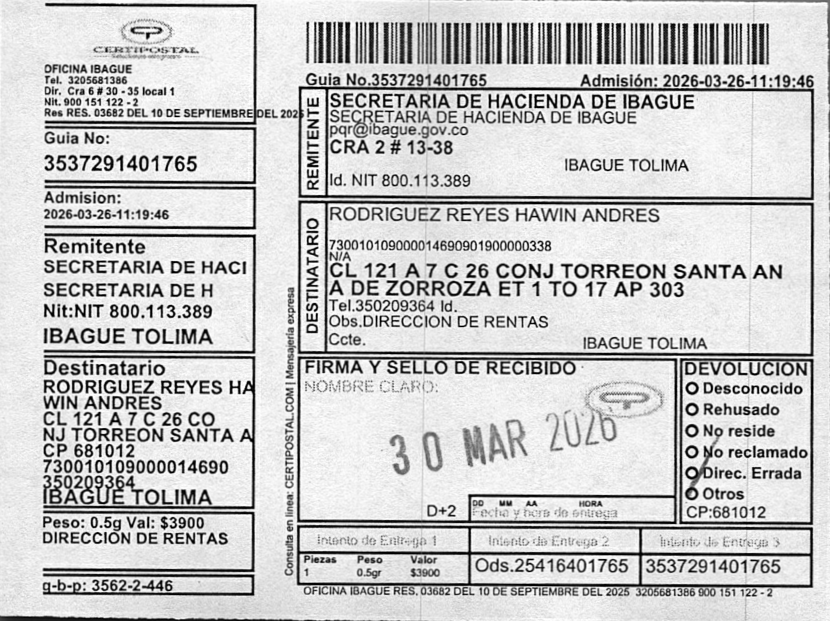 CERTIPOSTAL
OFICINA IBAGUE
Tel. 3205681386
Dir. Cra 6 # 30 - 35 local 1
Nit. 900 151 122 - 2
Res RES. 03682 DEL 10 DE SEPTIEMBRE DEL 2025
Guia No:
3537291401765
Admision:
2026-03-26-11:19:46
Remitente
SECRETARIA DE HACI
SECRETARIA DE H
Nit:NIT 800.113.389
IBAGUE TOLIMA
Destinatario
RODRIGUEZ REYES HA
WIN ANDRES
CL 121 A 7 C 26 CO
NJ TORREON SANTA A
CP 681012
730010109000014690
350209364
IBAGUE TOLIMA
Peso: 0.5g Val: $3900
DIRECCION DE RENTAS
g-b-p: 3562-2-446
Consulta en linea: CERTIPOSTAL.COM | Mensajería expresa
Guia No.3537291401765 Admisión: 2026-03-26-11:19:46
REMITENTE
SECRETARIA DE HACIENDA DE IBAGUE
SECRETARIA DE HACIENDA DE IBAGUE
pqr@ibague.gov.co
CRA 2 # 13-38
IBAGUE TOLIMA
Id. NIT 800.113.389
DESTINATARIO
RODRIGUEZ REYES HAWIN ANDRES
730010109000014690901900000338
N/A
CL 121 A 7 C 26 CONJ TORREON SANTA AN
A DE ZORROZA ET 1 TO 17 AP 303
Tel.350209364 Id.
Obs.DIRECCION DE RENTAS
Ccte. IBAGUE TOLIMA
FIRMA Y SELLO DE RECIBIDO
NOMBRE CLARO:
30 MAR 2026
D+2
DD MM AA HORA
Fecha y hora de entrega
DEVOLUCION
Desconocido
Rehusado
No reside
No reclamado
Direc. Errada
Otros
CP:681012
Intento de Entrega 1 Intento de Entrega 2 Intento de Entrega 3
Piezas Peso Valor
1 0.5gr $3900
Ods.25416401765 3537291401765
OFICINA IBAGUE RES. 03682 DEL 10 DE SEPTIEMBRE DEL 2025 3205681386 900 151 122 - 2